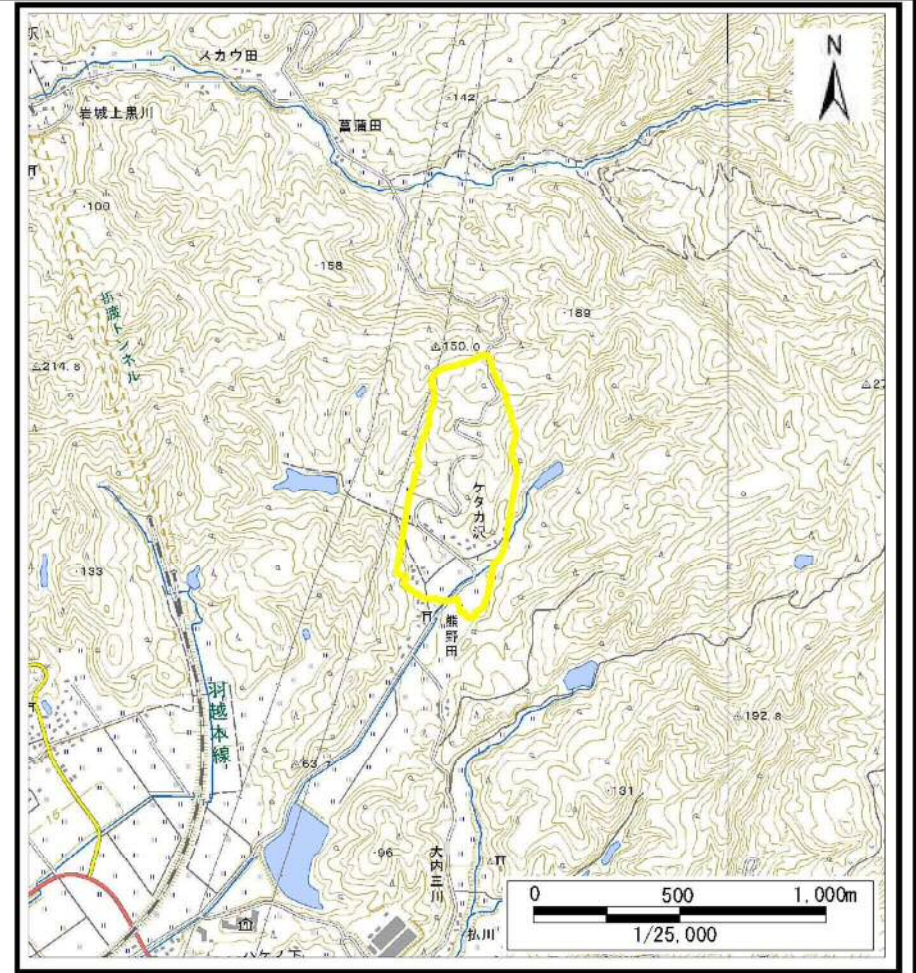 N
メカウ田
岩城上黒川
·142
菖蒲田
·100
·158
折渡トンネル
·189
150.0
214.8
ケタカ沢
·133
熊野田
羽越本線
192.8
·131
·96
大内三川
払川
0 500 1,000m
1/25,000